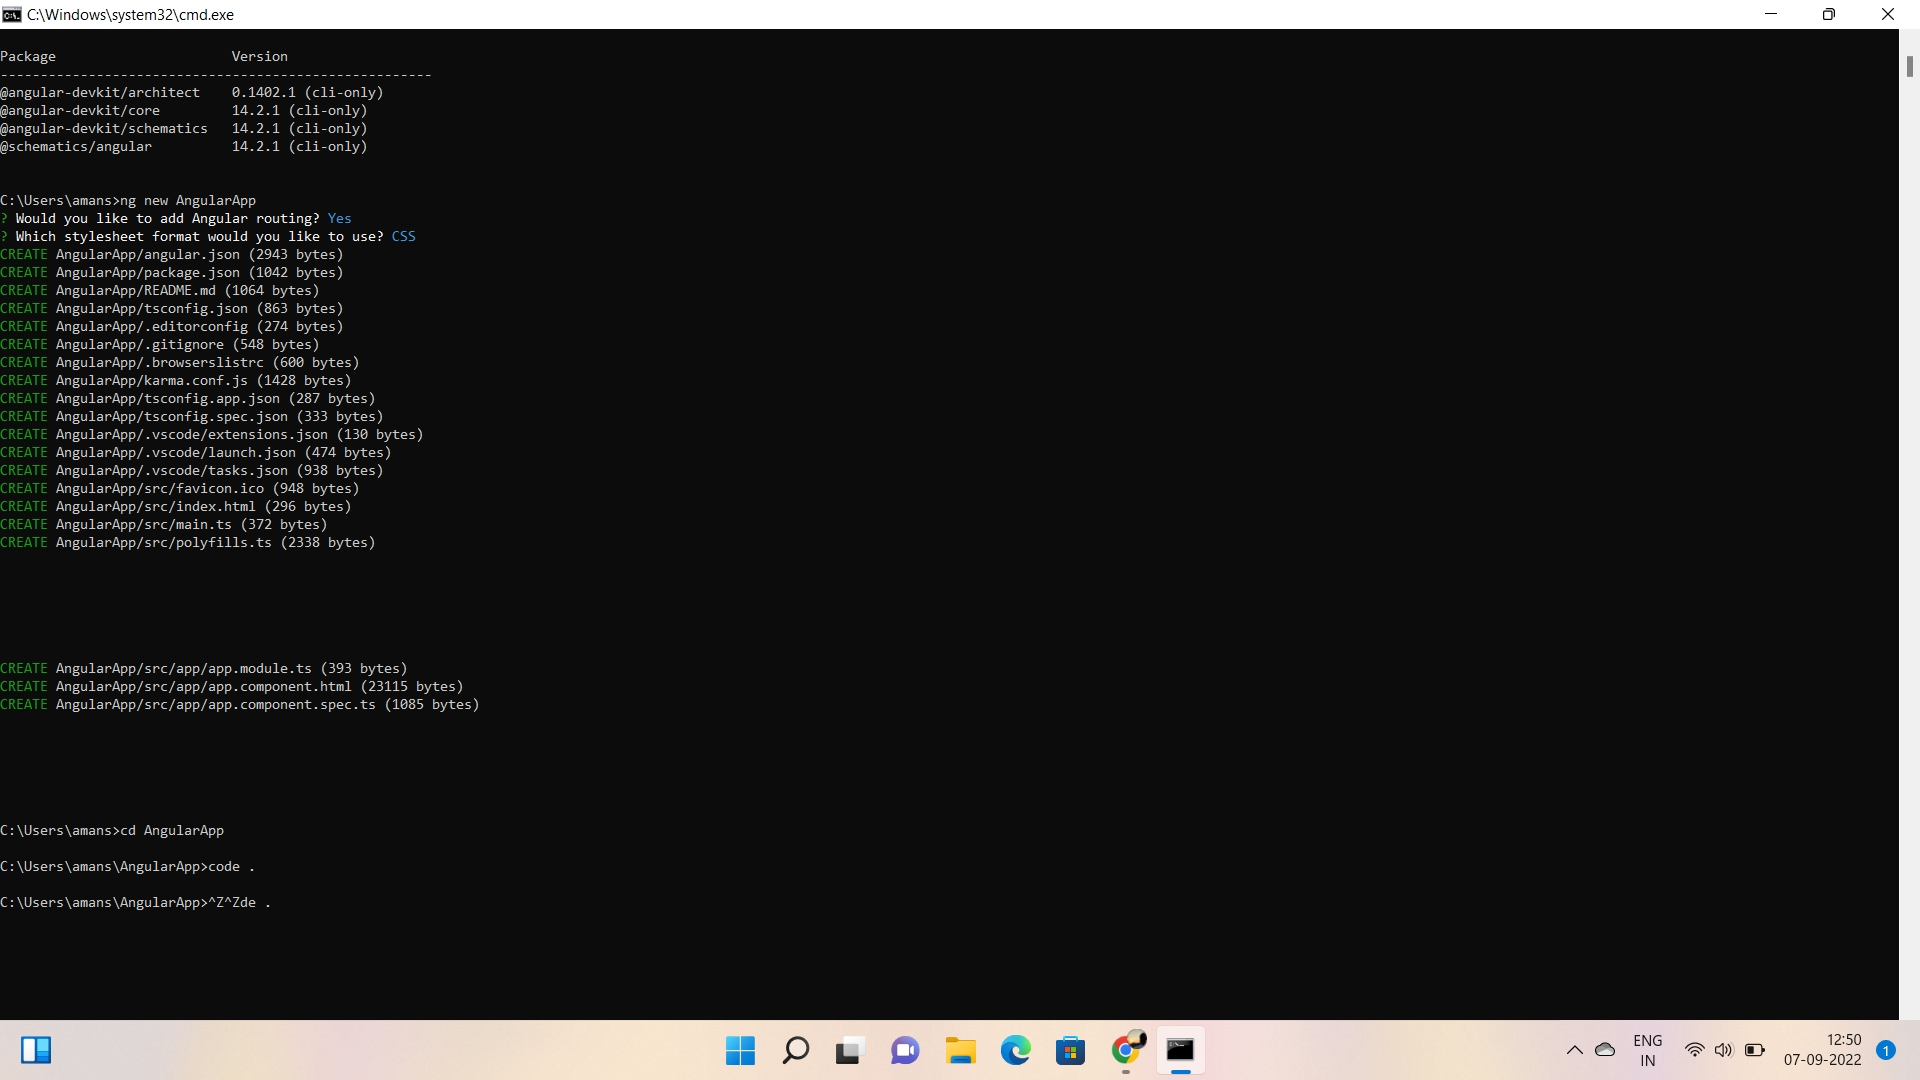 C:\Windows\system32\cmd.exe
Package Version
------------------------------------------------------
@angular-devkit/architect 0.1402.1 (cli-only)
@angular-devkit/core 14.2.1 (cli-only)
@angular-devkit/schematics 14.2.1 (cli-only)
@schematics/angular 14.2.1 (cli-only)
C:\Users\amans>ng new AngularApp
? Would you like to add Angular routing? Yes
? Which stylesheet format would you like to use? CSS
CREATE AngularApp/angular.json (2943 bytes)
CREATE AngularApp/package.json (1042 bytes)
CREATE AngularApp/README.md (1064 bytes)
CREATE AngularApp/tsconfig.json (863 bytes)
CREATE AngularApp/.editorconfig (274 bytes)
CREATE AngularApp/.gitignore (548 bytes)
CREATE AngularApp/.browserslistrc (600 bytes)
CREATE AngularApp/karma.conf.js (1428 bytes)
CREATE AngularApp/tsconfig.app.json (287 bytes)
CREATE AngularApp/tsconfig.spec.json (333 bytes)
CREATE AngularApp/.vscode/extensions.json (130 bytes)
CREATE AngularApp/.vscode/launch.json (474 bytes)
CREATE AngularApp/.vscode/tasks.json (938 bytes)
CREATE AngularApp/src/favicon.ico (948 bytes)
CREATE AngularApp/src/index.html (296 bytes)
CREATE AngularApp/src/main.ts (372 bytes)
CREATE AngularApp/src/polyfills.ts (2338 bytes)
CREATE AngularApp/src/app/app.module.ts (393 bytes)
CREATE AngularApp/src/app/app.component.html (23115 bytes)
CREATE AngularApp/src/app/app.component.spec.ts (1085 bytes)
C:\Users\amans>cd AngularApp
C:\Users\amans\AngularApp>code .
C:\Users\amans\AngularApp>^Z^Zde .
ENG
IN
12:50
07-09-2022
1